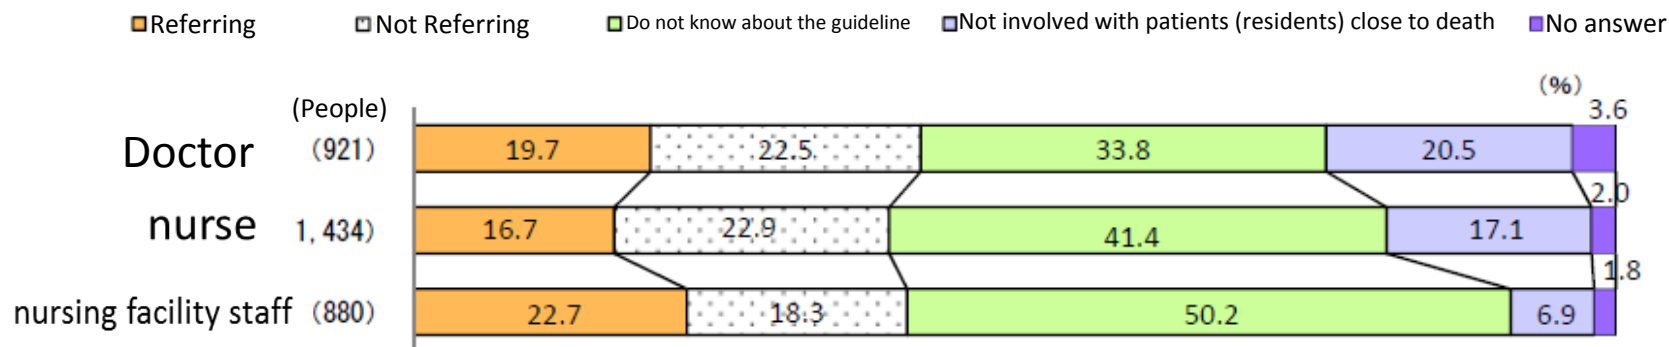 Referring Not Referring Do not know about the guideline Not involved with patients (residents) close to death No answer
(%)
(People) 3.6
Doctor (921) 19.7 22.5 33.8 20.5
2.0
nurse 1,434) 16.7 22.9 41.4 17.1
1.8
nursing facility staff (880) 22.7 18.3 50.2 6.9